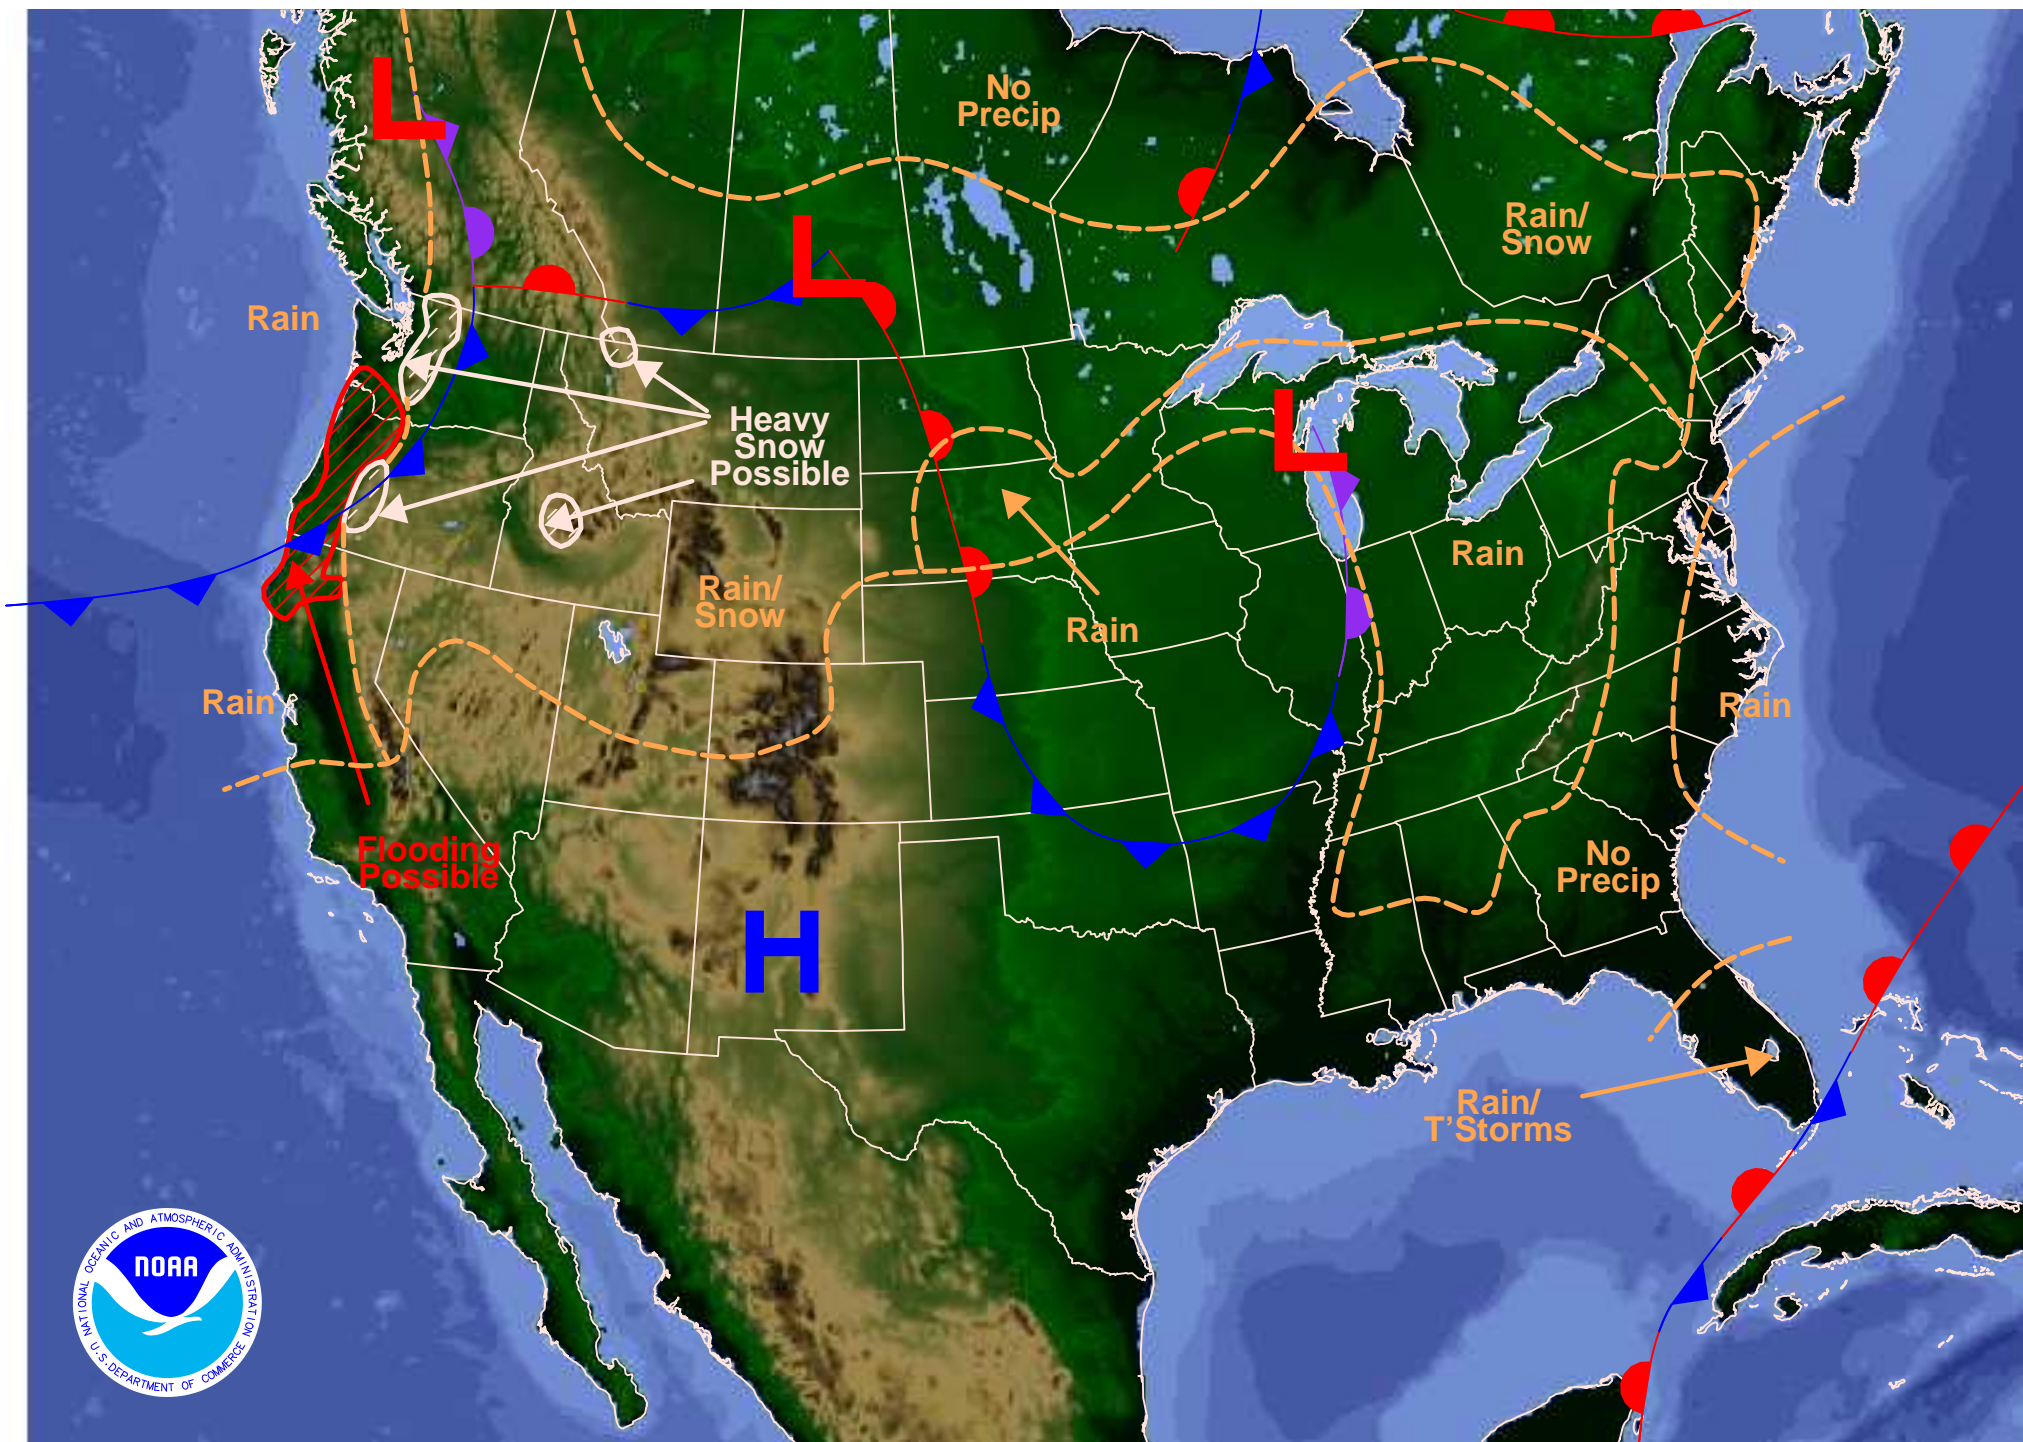 L
No
Precip
Rain/
Snow
L
Rain
L
Heavy
Snow
Possible
Rain
Rain/
Snow
Rain
Rain
Rain
Flooding
Possible
No
Precip
H
Rain/
T'Storms
NATIONAL OCEANIC AND ATMOSPHERIC ADMINISTRATION
NOAA
U.S. DEPARTMENT OF COMMERCE